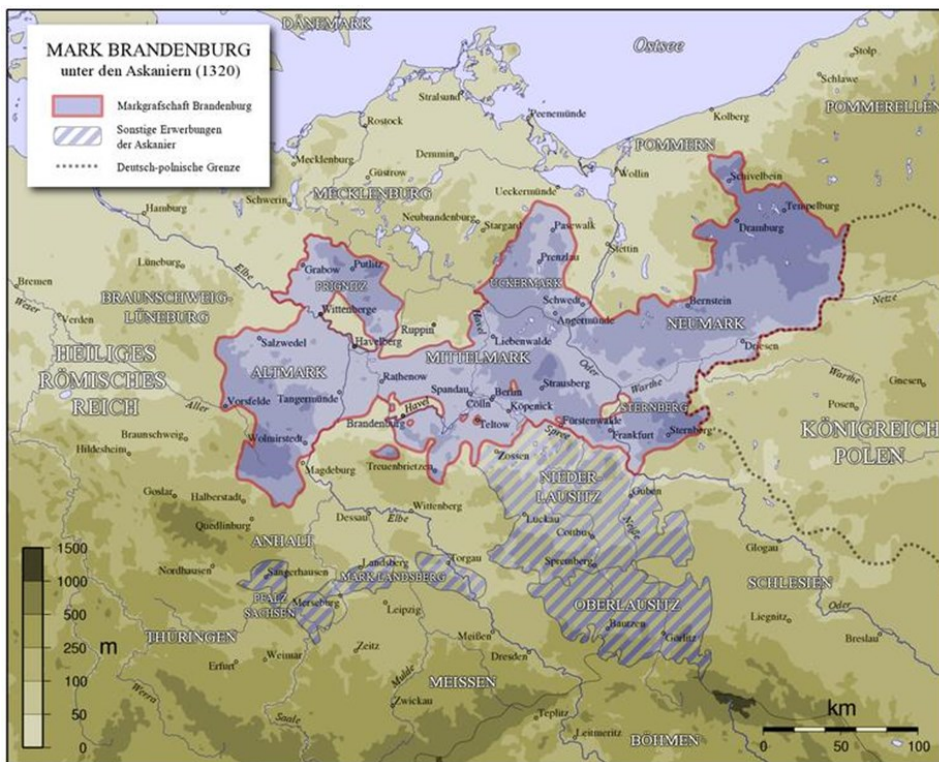 MARK BRANDENBURG
unter den Askaniern (1320)
Markgrafschaft Brandenburg
Sonstige Erwerbungen
der Askanier
Deutsch-polnische Grenze
DÄNEMARK
Ostsee
Stolp
Schlawe
POMMERELLEN
Stralsund
Peenemünde
Kolberg
Rostock
POMMERN
Mecklenburg
Demmin
Wollin
Schivelbein
Güstrow
MECKLENBURG
Ueckermünde
Tempelburg
Schwerin
Hamburg
Neubrandenburg
Stargard
Pasewalk
Dramburg
Stettin
Lüneburg
Elbe
Grabow
Putlitz
Prenzlau
Bremen
PRIGNITZ
UCKERMARK
BRAUNSCHWEIG-
LÜNEBURG
Weser
Verden
Wittenberge
Schwedt
Bernstein
Netze
Havel
Angermünde
NEUMARK
Ruppin
Salzwedel
Havelberg
Liebenwalde
Driesen
HEILIGES
RÖMISCHES
REICH
MITTELMARK
Oder
Warthe
ALTMARK
Rathenow
Strausberg
Warthe
Gnesen
Tangermünde
Spandau
Berlin
Cölln
Köpenick
STERNBERG
Posen
Aller
Vorsfelde
Havel
Brandenburg
Teltow
Fürstenwalde
Frankfurt
Sternberg
KÖNIGREICH
POLEN
Braunschweig
Wolmirstedt
Spree
Hildesheim
Zossen
Magdeburg
Treuenbrietzen
NIEDER
LAUSITZ
Goslar
Halberstadt
Guben
Wittenberg
Dessau
Elbe
Luckau
Neiße
Quedlinburg
Cottbus
ANHALT
Glogau
1500
1000
500
250
100
50
0
m
Nordhausen
Sangerhausen
Landsberg
Torgau
Spremberg
MARK LANDSBERG
SCHLESIEN
PFALZ
SACHSEN
Merseburg
Leipzig
OBERLAUSITZ
Oder
Liegnitz
THÜRINGEN
Bautzen
Görlitz
Breslau
Meißen
Erfurt
Weimar
Zeitz
Dresden
Mulde
MEISSEN
Werra
Zwickau
Saale
Teplitz
Leitmeritz
BÖHMEN
km
0 50 100